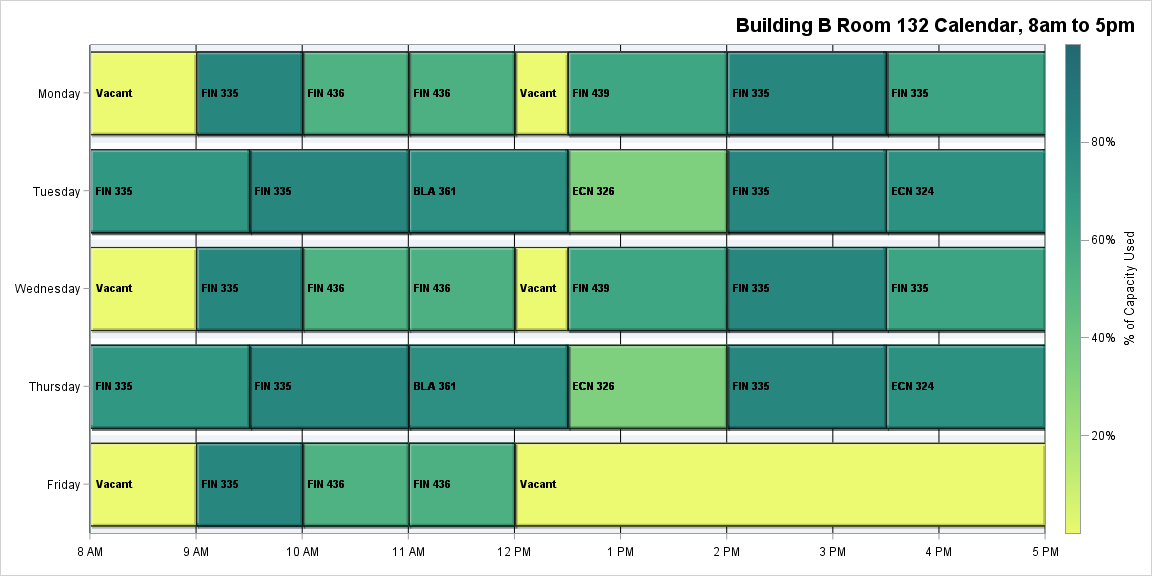 Building B Room 132 Calendar, 8am to 5pm
Monday
Vacant
FIN 335
FIN 436
FIN 436
Vacant
FIN 439
FIN 335
FIN 335
Tuesday
FIN 335
FIN 335
BLA 361
ECN 326
FIN 335
ECN 324
Wednesday
Vacant
FIN 335
FIN 436
FIN 436
Vacant
FIN 439
FIN 335
FIN 335
Thursday
FIN 335
FIN 335
BLA 361
ECN 326
FIN 335
ECN 324
Friday
Vacant
FIN 335
FIN 436
FIN 436
Vacant
8 AM
9 AM
10 AM
11 AM
12 PM
1 PM
2 PM
3 PM
4 PM
5 PM
80%
60%
40%
20%
% of Capacity Used